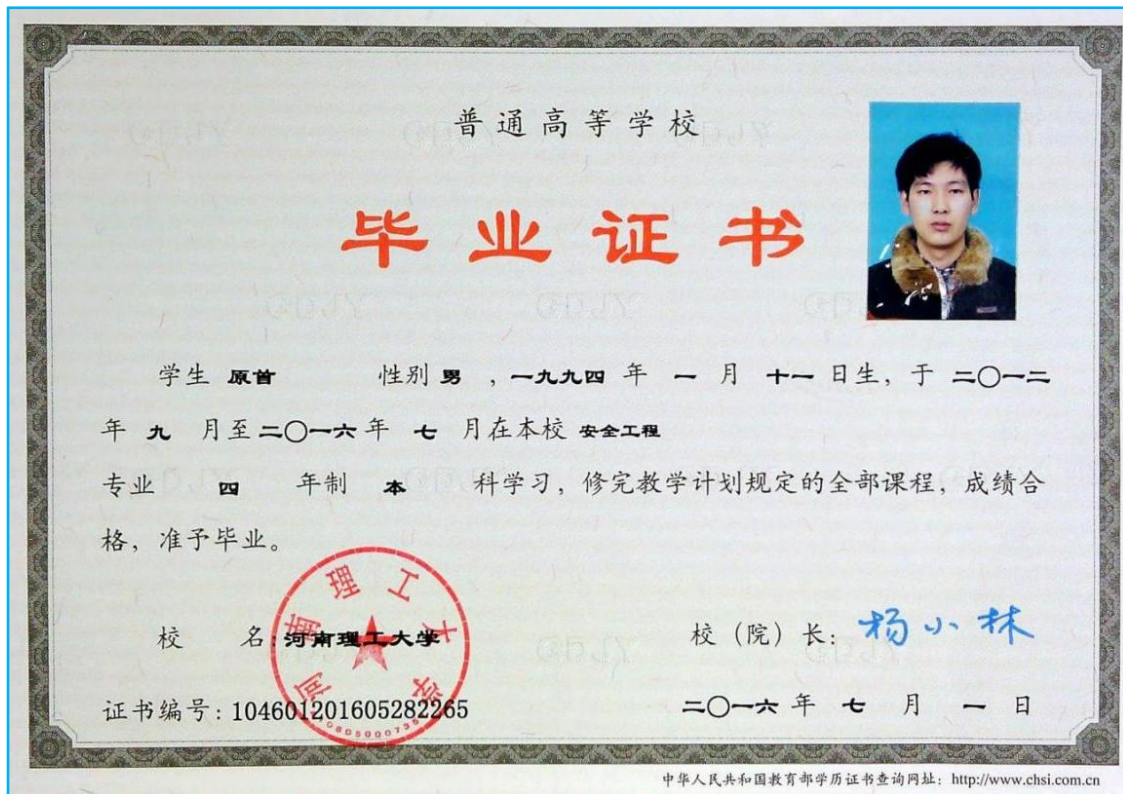 普通高等学校
毕业证书
学生 原首 性别 男 ,一九九四 年 一 月 十一 日生, 于 二〇一二
年 九 月至 二〇一六 年 七 月在本校 安全工程
专业 四 年制 本 科学习, 修完教学计划规定的全部课程, 成绩合
格, 准予毕业。
河南理工大学
校 名: 河南理工大学
校(院)长: 杨小林
证书编号: 104601201605282265
二〇一六 年 七 月 一 日
中华人民共和国教育部学历证书查询网址: http://www.chsi.com.cn